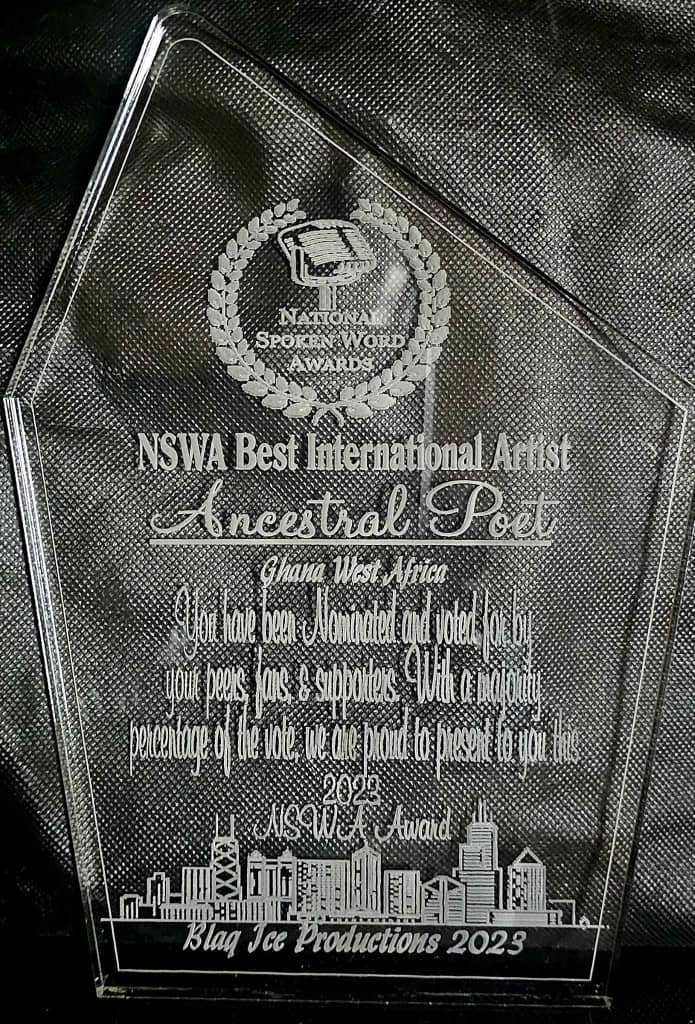 NATIONAL
SPOKEN WORD
AWARDS
NSWA Best International Artist
Ancestral Poet
Ghana West Africa
You have been Nominated and voted for by
your peers, fans, & supporters. With a majority
percentage of the vote, we are proud to present to you this
2023
NSWA Award
Blaq Ice Productions 2023